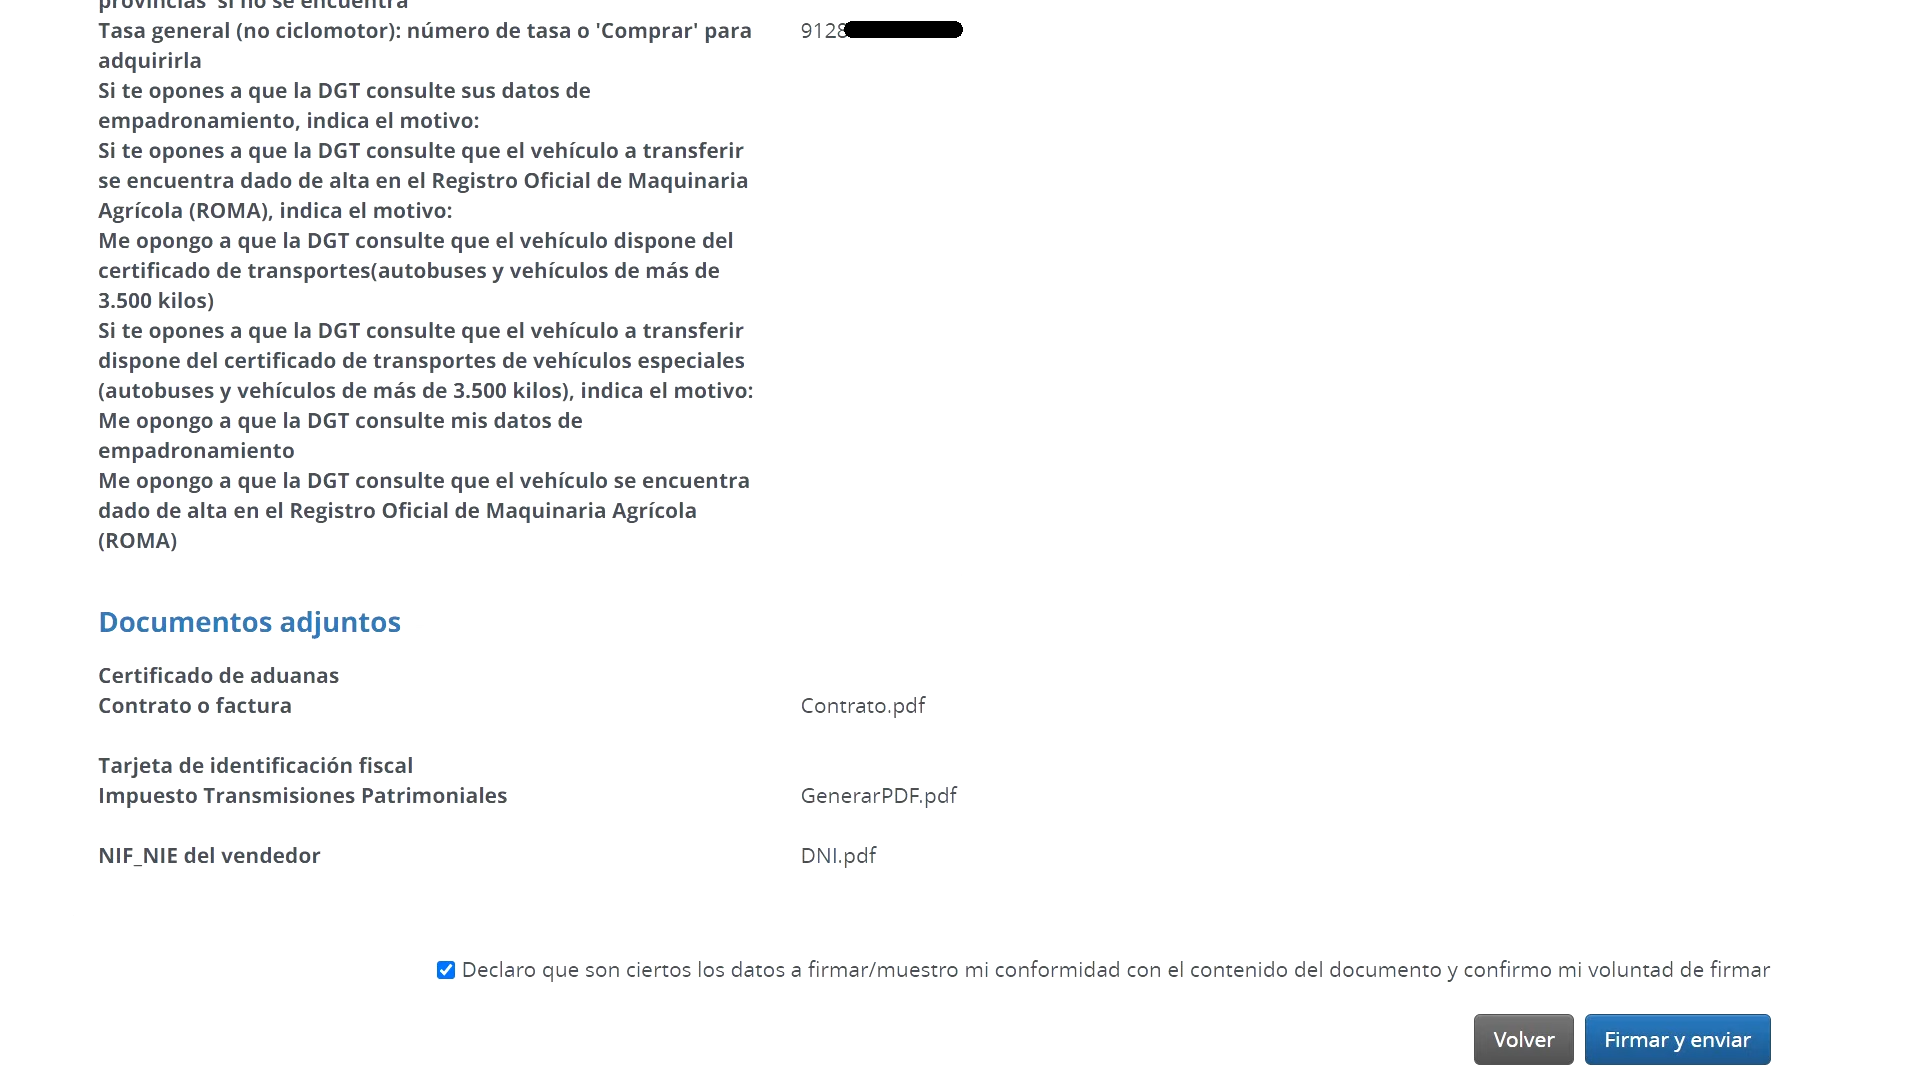 provincias' si no se encuentra
Tasa general (no ciclomotor): número de tasa o 'Comprar' para
adquirirla
9128
Si te opones a que la DGT consulte sus datos de
empadronamiento, indica el motivo:
Si te opones a que la DGT consulte que el vehículo a transferir
se encuentra dado de alta en el Registro Oficial de Maquinaria
Agrícola (ROMA), indica el motivo:
Me opongo a que la DGT consulte que el vehículo dispone del
certificado de transportes(autobuses y vehículos de más de
3.500 kilos)
Si te opones a que la DGT consulte que el vehículo a transferir
dispone del certificado de transportes de vehículos especiales
(autobuses y vehículos de más de 3.500 kilos), indica el motivo:
Me opongo a que la DGT consulte mis datos de
empadronamiento
Me opongo a que la DGT consulte que el vehículo se encuentra
dado de alta en el Registro Oficial de Maquinaria Agrícola
(ROMA)
Documentos adjuntos
Certificado de aduanas
Contrato o factura
Contrato.pdf
Tarjeta de identificación fiscal
Impuesto Transmisiones Patrimoniales
GenerarPDF.pdf
NIF_NIE del vendedor
DNI.pdf
Declaro que son ciertos los datos a firmar/muestro mi conformidad con el contenido del documento y confirmo mi voluntad de firmar
Volver
Firmar y enviar